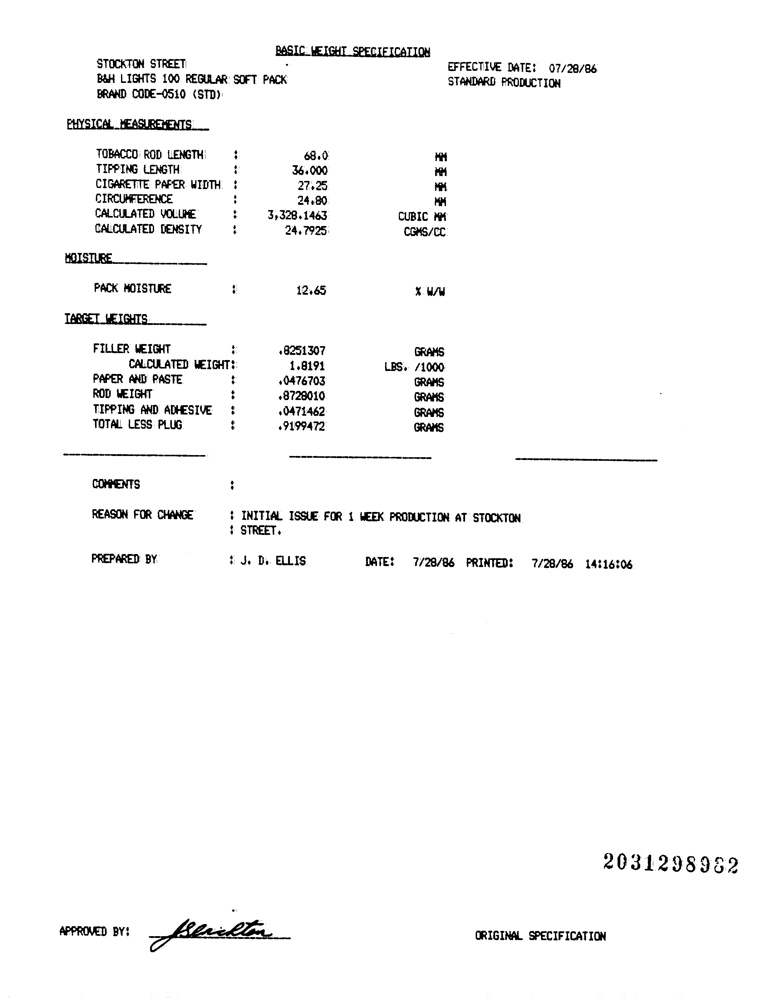 BASIC WEIGHT SPECIFICATION
STOCKTON STREET EFFECTIVE DATE: 07/28/86
B&H LIGHTS 100 REGULAR SOFT PACK STANDARD PRODUCTION
BRAND CODE-0510 (STD)
PHYSICAL MEASUREMENTS
TOBACCO ROD LENGTH : 68.0 MM
TIPPING LENGTH : 36.000 MM
CIGARETTE PAPER WIDTH : 27.25 MM
CIRCUMFERENCE : 24.80 MM
CALCULATED VOLUME : 3,328.1463 CUBIC MM
CALCULATED DENSITY : 24.7925 CGMS/CC
MOISTURE
PACK MOISTURE : 12.65 % W/W
TARGET WEIGHTS
FILLER WEIGHT : .8251307 GRAMS
CALCULATED WEIGHT: 1.8191 LBS. /1000
PAPER AND PASTE : .0476703 GRAMS
ROD WEIGHT : .8728010 GRAMS
TIPPING AND ADHESIVE : .0471462 GRAMS
TOTAL LESS PLUG : .9199472 GRAMS
COMMENTS :
REASON FOR CHANGE : INITIAL ISSUE FOR 1 WEEK PRODUCTION AT STOCKTON
: STREET.
PREPARED BY : J. D. ELLIS DATE: 7/28/86 PRINTED: 7/28/86 14:16:06
2031298982
APPROVED BY:
ORIGINAL SPECIFICATION